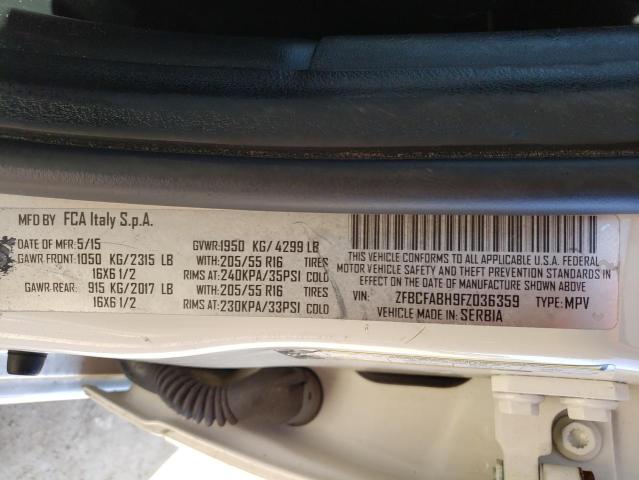 MFD BY FCA Italy S.p.A.
DATE OF MFR: 5/15 GVWR: 1950 KG/ 4299 LB
GAWR FRONT: 1050 KG/2315 LB WITH: 205/55 R16 TIRES
16X6 1/2 RIMS AT: 240KPA/35PSI COLD
GAWR-REAR: 915 KG/2017 LB WITH: 205/55 R16 TIRES
16X6 1/2 RIMS AT: 230KPA/33PSI COLD
THIS VEHICLE CONFORMS TO ALL APPLICABLE U.S.A. FEDERAL
MOTOR VEHICLE SAFETY, BUMPER, AND THEFT PREVENTION STANDARDS IN
EFFECT ON THE DATE OF MANUFACTURE SHOWN ABOVE
VIN: ZFBCFABH9FZ036359 TYPE: MPV
VEHICLE MADE IN: SERBIA